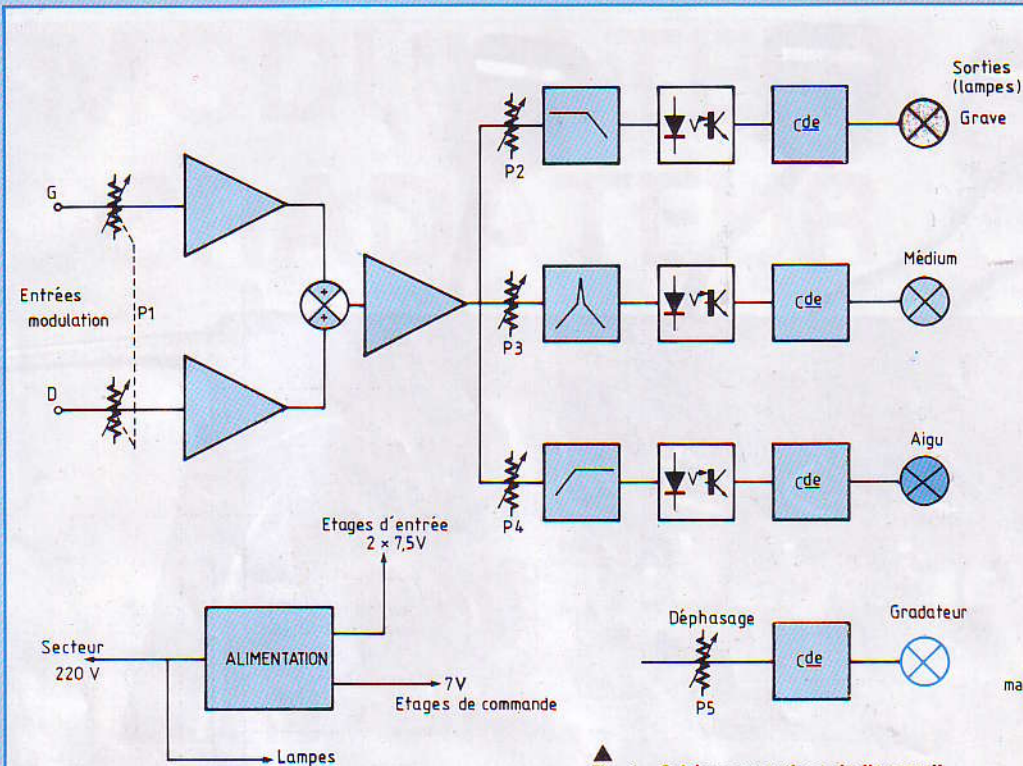 Sorties
(lampes)
Grave
P2
Cde
G
Entrées
modulation
P1
D
Médium
P3
Cde
Aigu
P4
Cde
Etages d'entrée
2 × 7,5V
Secteur
220 V
ALIMENTATION
7V
Etages de commande
Lampes
Déphasage
P5
Cde
Gradateur
ma